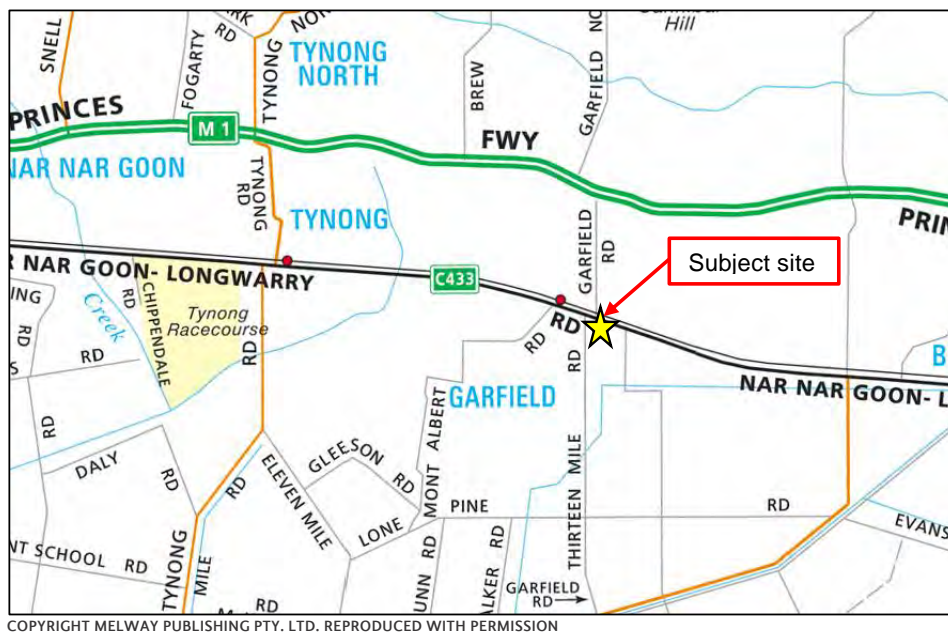 SNELL
FOGARTY
RD
TYNONG
TYNONG
NORTH
BREW
GARFIELD
Hill
PRINCES
M 1
FWY
NAR NAR GOON
TYNONG
RD
TYNONG
GARFIELD
RD
Subject site
R NAR GOON- LONGWARRY
C433
RD
Creek
RD
CHIPPENDALE
Tynong
Racecourse
RD
RD
RD
RD
RD
NAR NAR GOON- L
GARFIELD
MONT ALBERT
RD
DALY
RD
RD
ELEVEN MILE
GLEESON
RD
LONE
PINE
RD
THIRTEEN MILE
EVANS
NT SCHOOL RD
TYNONG
MILE
RD
UNN RD
ALKER RD
GARFIELD
RD
COPYRIGHT MELWAY PUBLISHING PTY. LTD. REPRODUCED WITH PERMISSION